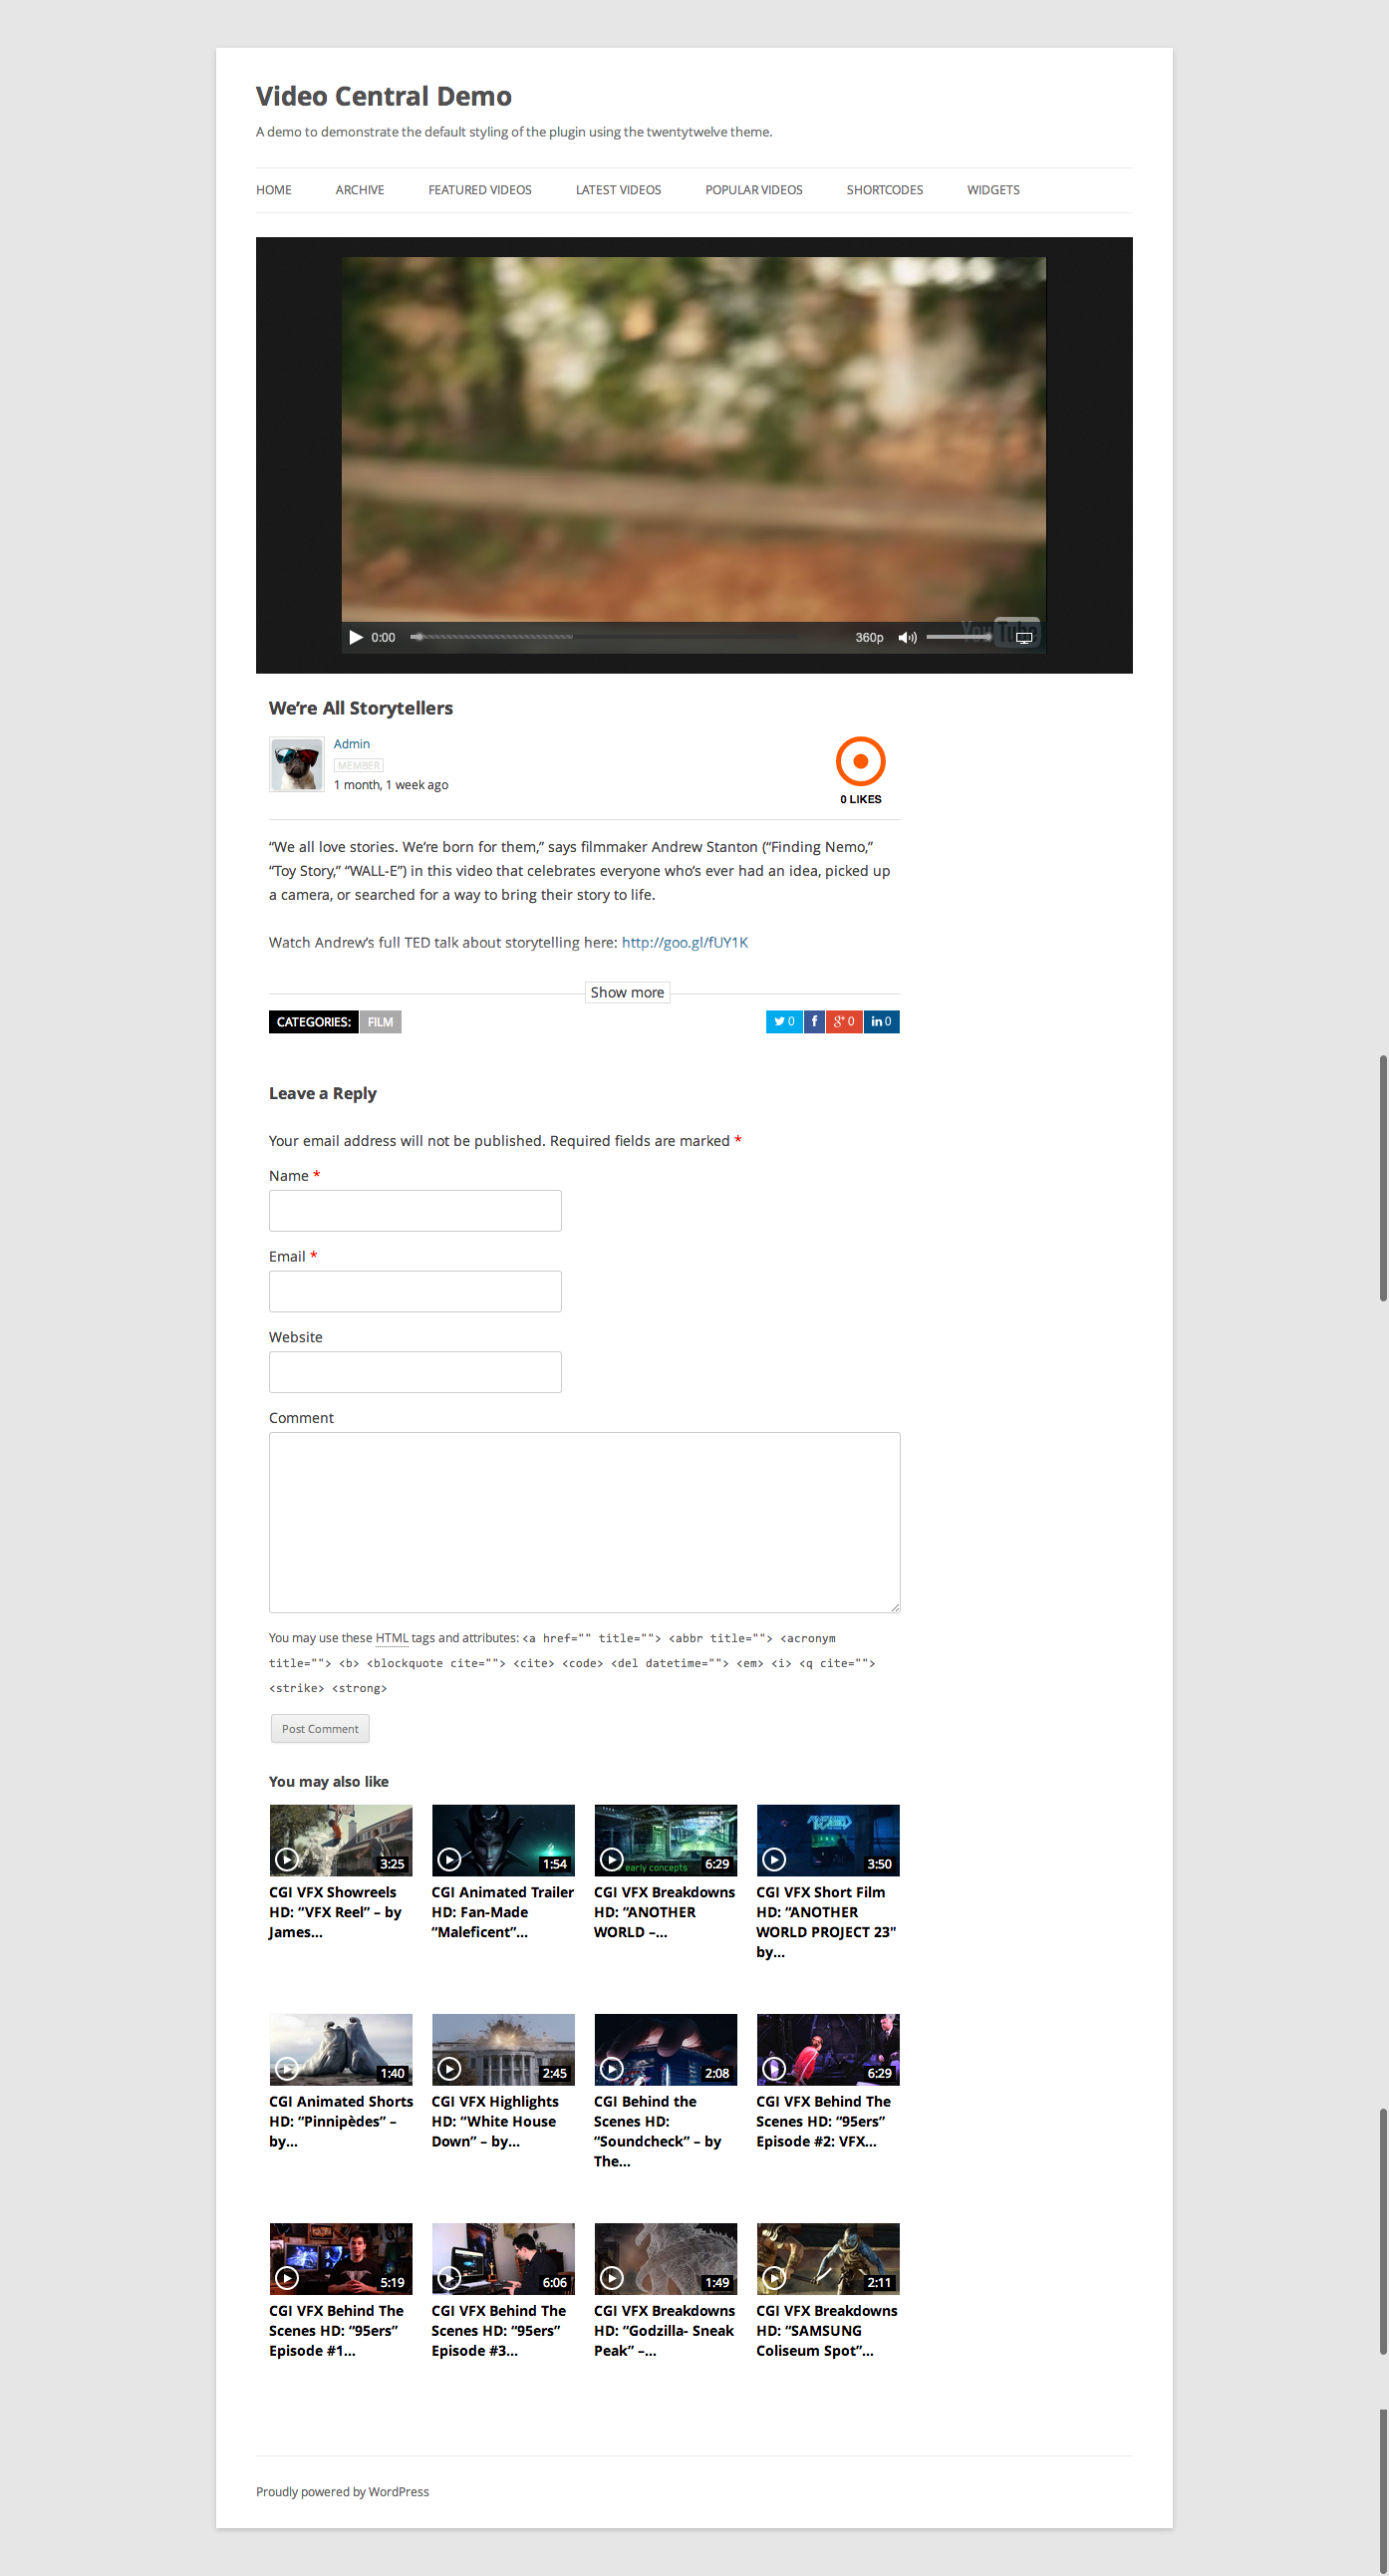 Video Central Demo
A demo to demonstrate the default styling of the plugin using the twentytwelve theme.
HOME ARCHIVE FEATURED VIDEOS LATEST VIDEOS POPULAR VIDEOS SHORTCODES WIDGETS
YouTube
0:00 360p
We’re All Storytellers
Admin
MEMBER
1 month, 1 week ago
0 LIKES
“We all love stories. We’re born for them,” says filmmaker Andrew Stanton (“Finding Nemo,”
“Toy Story,” “WALL-E”) in this video that celebrates everyone who’s ever had an idea, picked up
a camera, or searched for a way to bring their story to life.
Watch Andrew’s full TED talk about storytelling here: http://goo.gl/fUY1K
Show more
CATEGORIES: FILM
0 f g+ 0 in 0
Leave a Reply
Your email address will not be published. Required fields are marked *
Name *
Email *
Website
Comment
You may use these HTML tags and attributes: <a href="" title=""> <abbr title=""> <acronym
title=""> <b> <blockquote cite=""> <cite> <code> <del datetime=""> <em> <i> <q cite="">
<strike> <strong>
Post Comment
You may also like
3:25
CGI VFX Showreels
HD: “VFX Reel” – by
James...
1:54
CGI Animated Trailer
HD: Fan-Made
“Maleficent”...
early concepts 6:29
CGI VFX Breakdowns
HD: “ANOTHER
WORLD –...
3:50
CGI VFX Short Film
HD: “ANOTHER
WORLD PROJECT 23"
by...
1:40
CGI Animated Shorts
HD: “Pinnipèdes” –
by...
2:45
CGI VFX Highlights
HD: “White House
Down” – by...
2:08
CGI Behind the
Scenes HD:
“Soundcheck” – by
The...
6:29
CGI VFX Behind The
Scenes HD: “95ers”
Episode #2: VFX...
5:19
CGI VFX Behind The
Scenes HD: “95ers”
Episode #1...
6:06
CGI VFX Behind The
Scenes HD: “95ers”
Episode #3...
1:49
CGI VFX Breakdowns
HD: “Godzilla- Sneak
Peak” –...
2:11
CGI VFX Breakdowns
HD: “SAMSUNG
Coliseum Spot”...
Proudly powered by WordPress